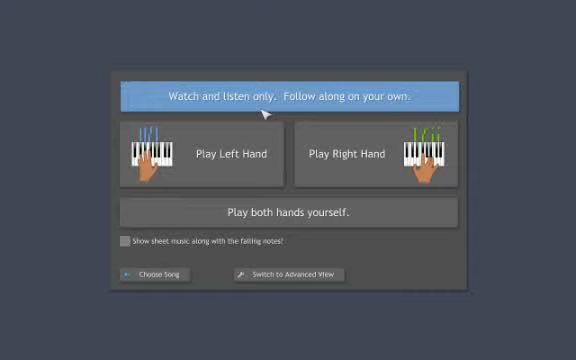 Watch and listen only. Follow along on your own.
Play Left Hand
Play Right Hand
Play both hands yourself.
Show sheet music along with the falling notes?
Choose Song
Switch to Advanced View